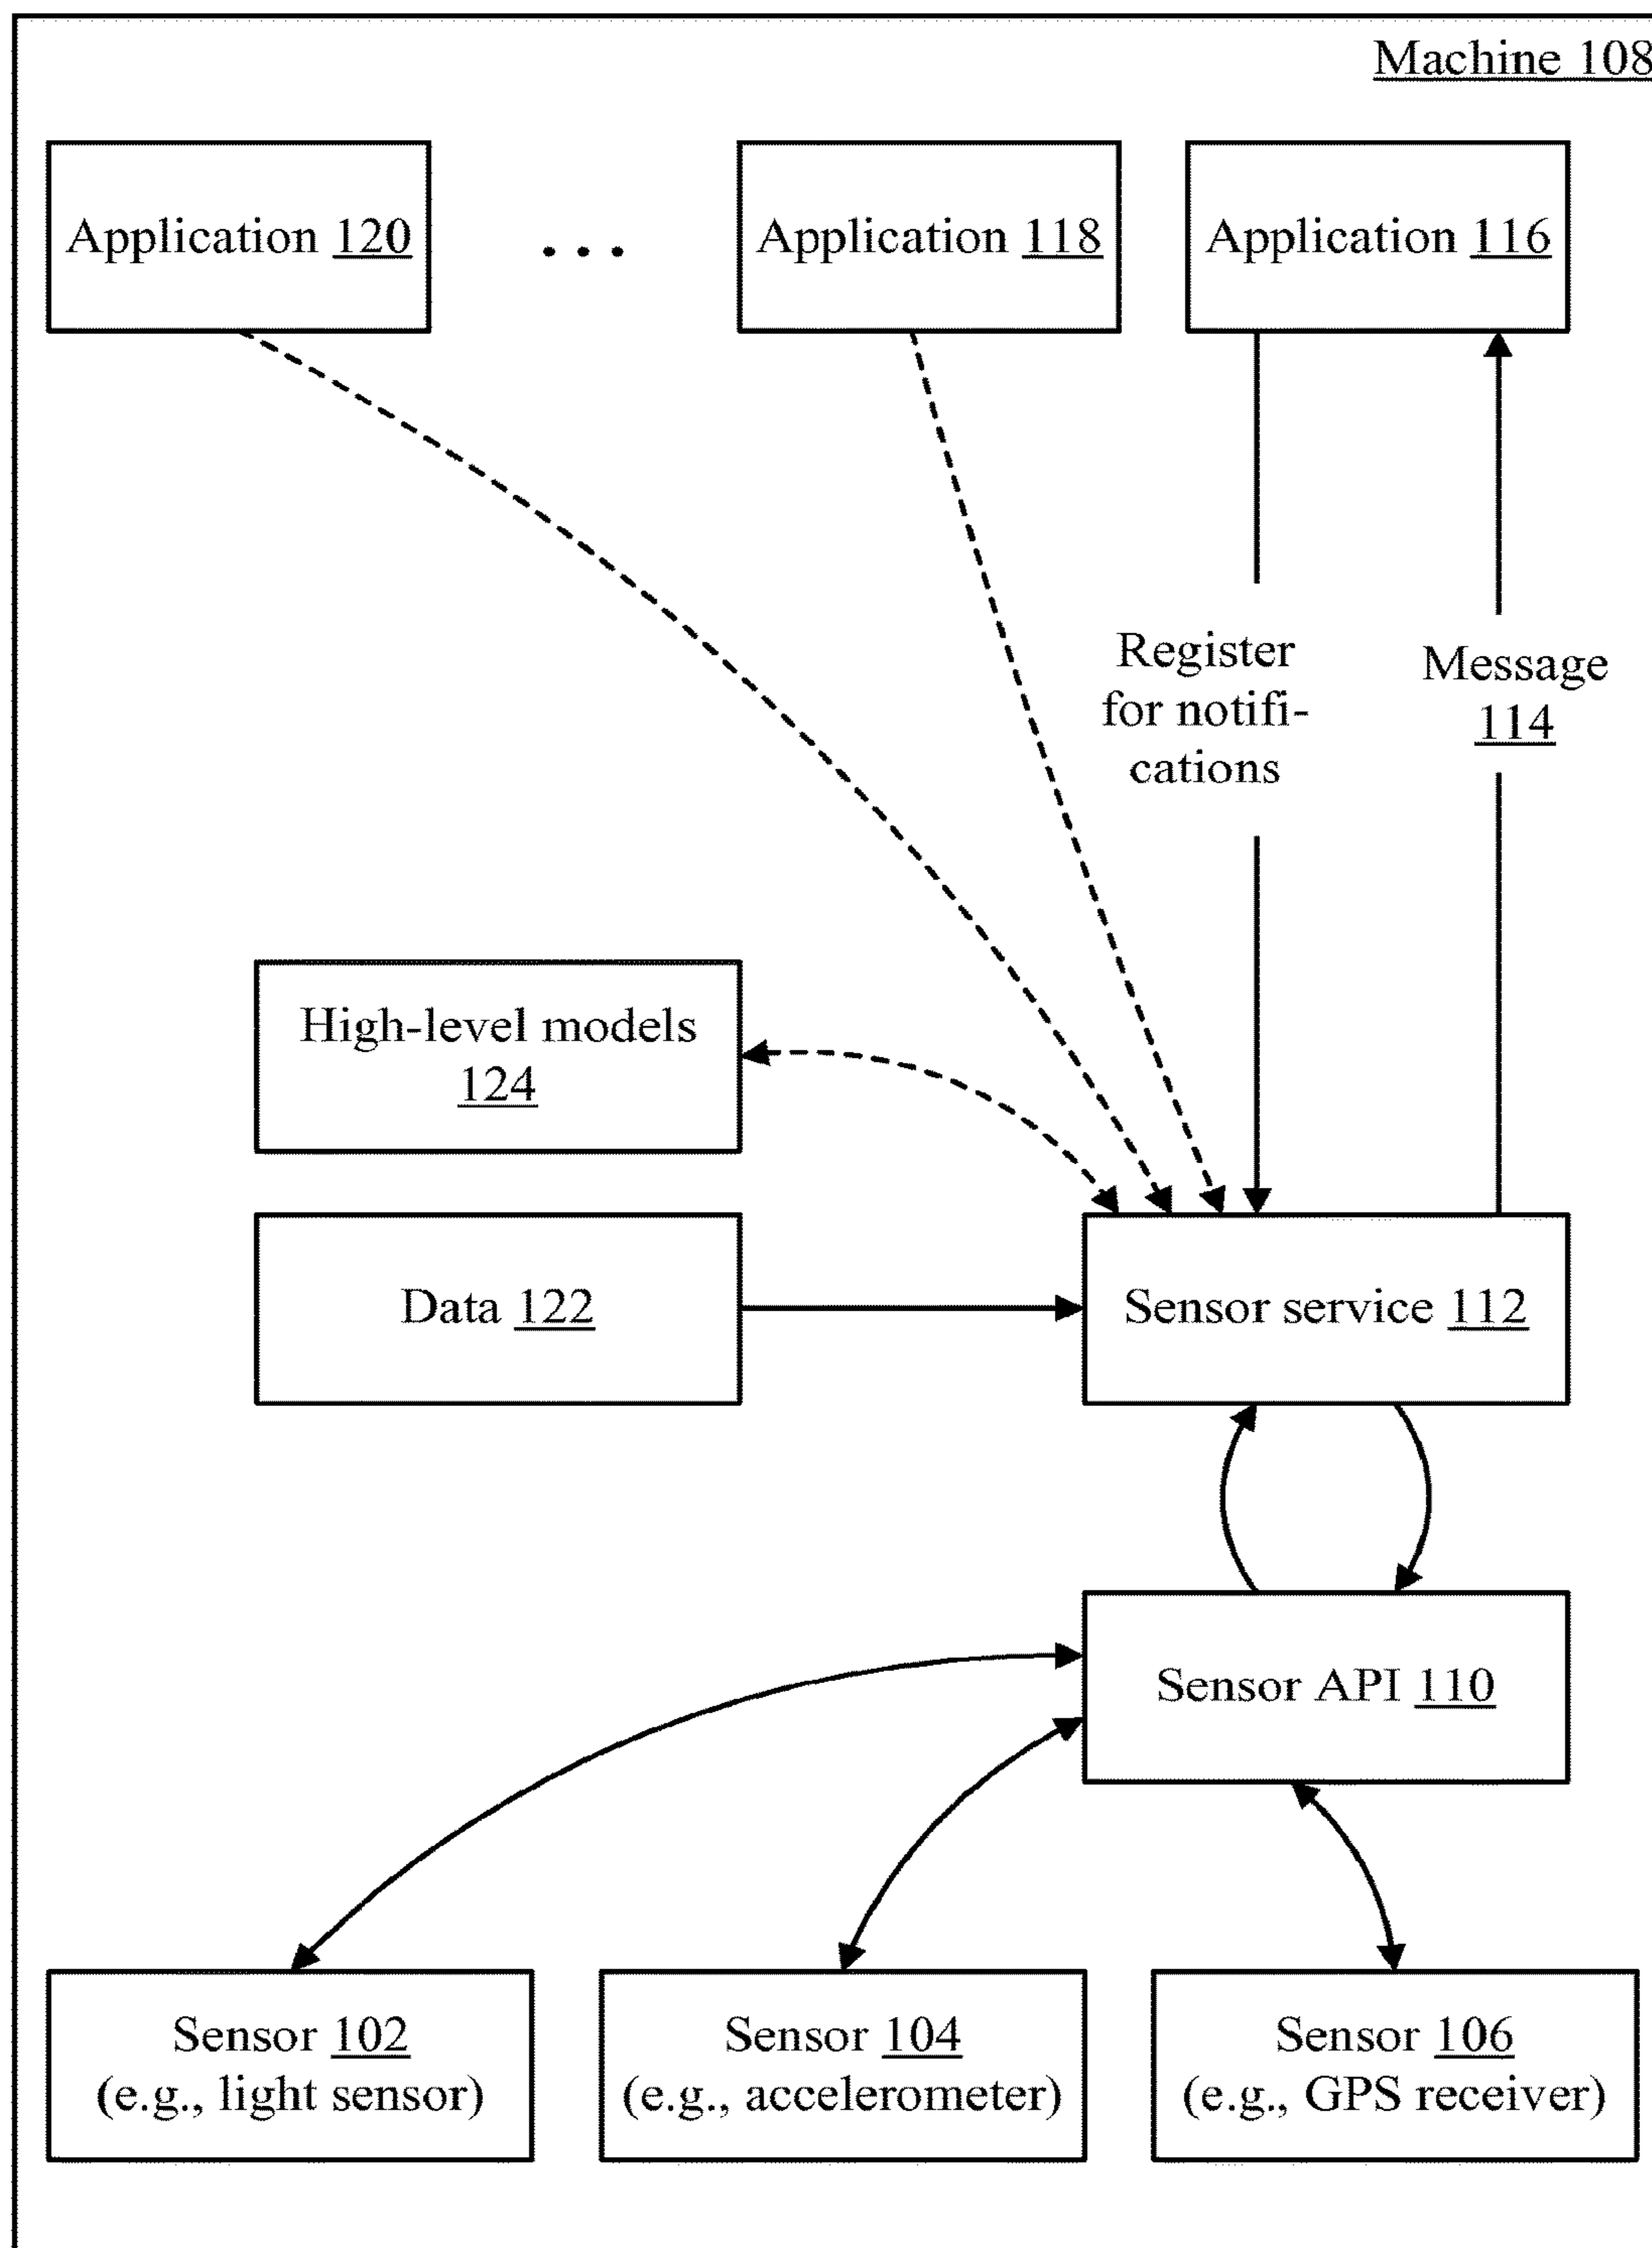 Machine 108
Application 120
. . .
Application 118
Application 116
Register
for notifi-
cations
Message
114
High-level models
124
Data 122
Sensor service 112
Sensor API 110
Sensor 102
(e.g., light sensor)
Sensor 104
(e.g., accelerometer)
Sensor 106
(e.g., GPS receiver)